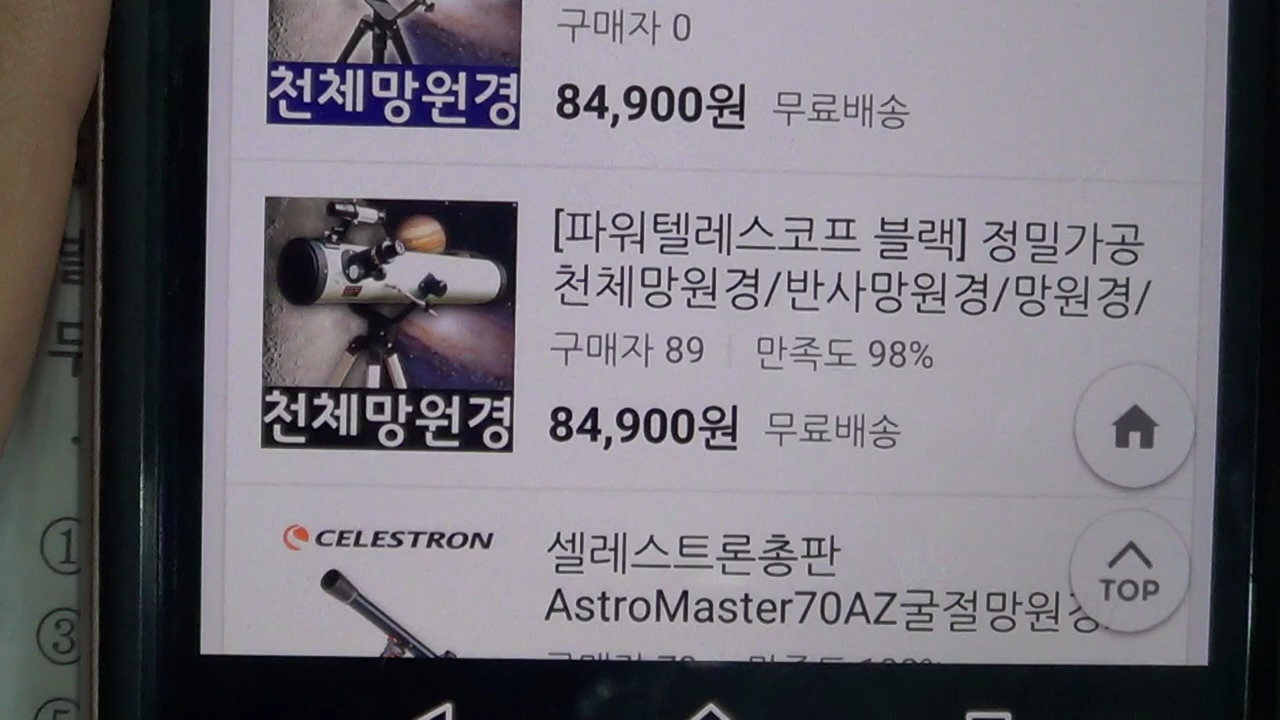 구매자 0
천체망원경
84,900원 무료배송
[파워텔레스코프 블랙] 정밀가공
천체망원경/반사망원경/망원경/
구매자 89 만족도 98%
천체망원경
84,900원 무료배송
CELESTRON
셀레스트론총판
AstroMaster70AZ굴절망원경
TOP
①
③